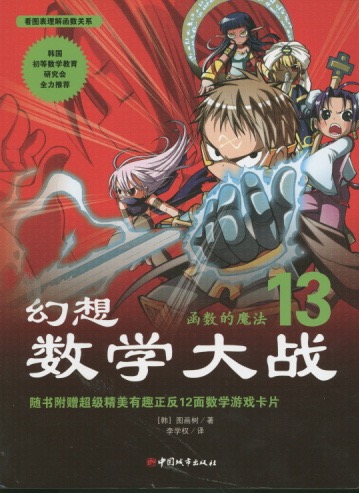 看图表理解函数关系
韩国
初等数学教育
研究会
全力推荐
幻想
函数的魔法
13
数学大战
随书附赠超级精美有趣正反12面数学游戏卡片
[韩] 图画树/著
李学权/译
中国城市出版社